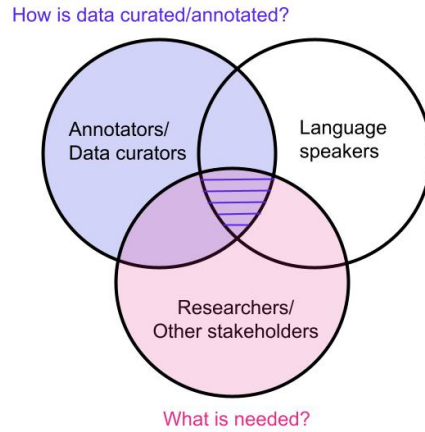 How is data curated/annotated?
Annotators/
Data curators
Language
speakers
Researchers/
Other stakeholders
What is needed?